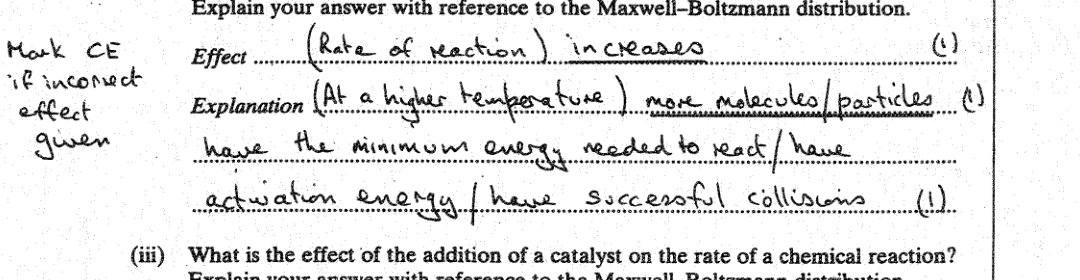 Explain your answer with reference to the Maxwell–Boltzmann distribution.
Mark CE
if incorrect
effect
given
Effect (Rate of reaction) increases (1)
Explanation (At a higher temperature) more molecules/particles (1)
have the minimum energy needed to react/have
activation energy/have successful collisions (1)
(iii) What is the effect of the addition of a catalyst on the rate of a chemical reaction?
Explain your answer with reference to the Maxwell–Boltzmann distribution.